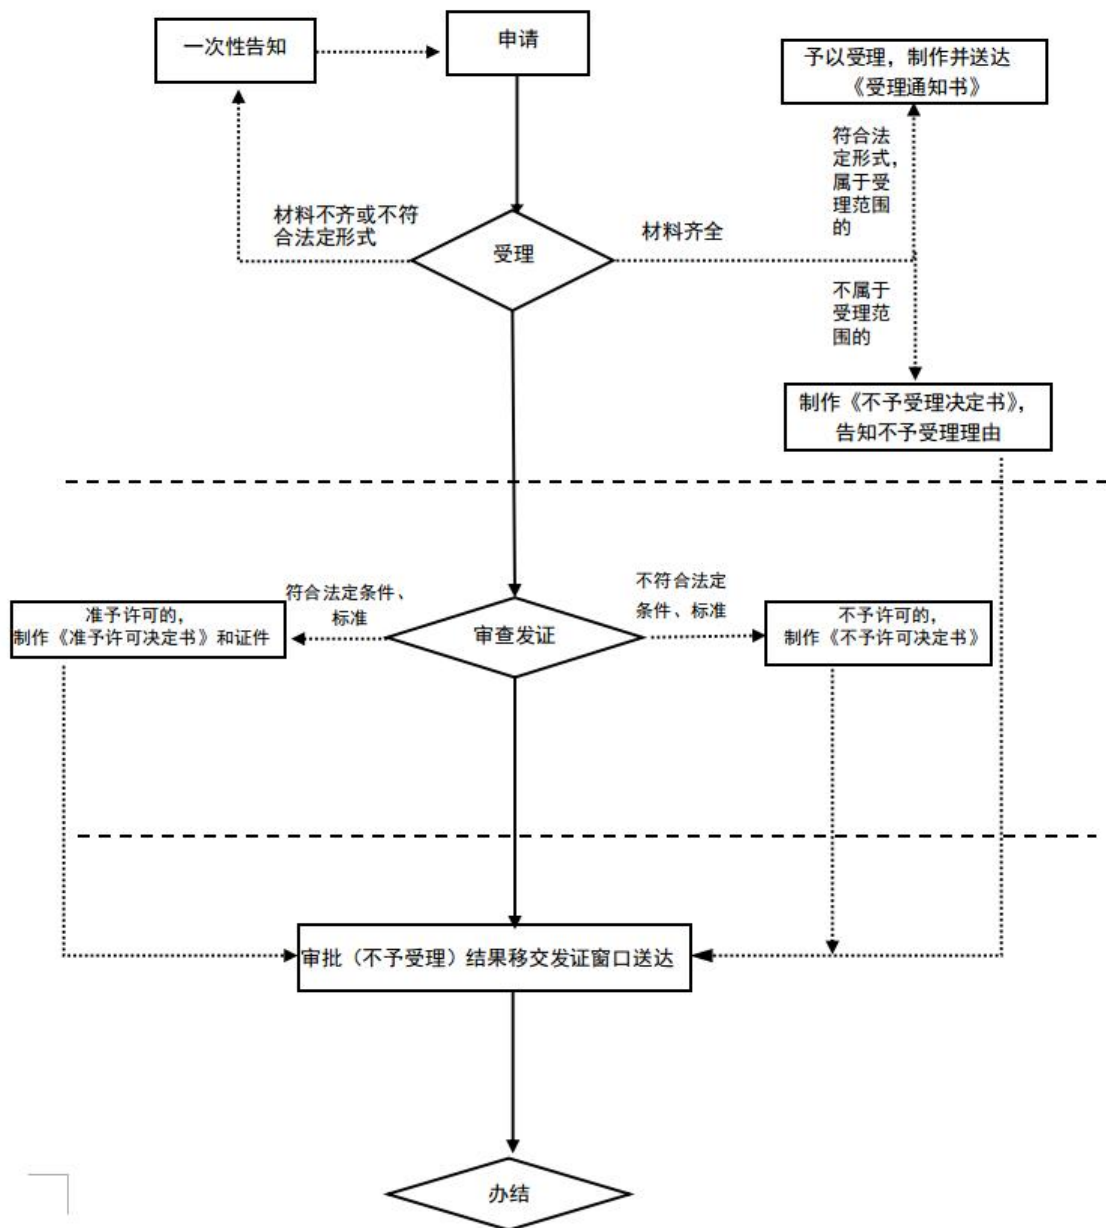 一次性告知
申请
予以受理，制作并送达
《受理通知书》
符合法
定形式，
属于受
理范围
的
材料不齐或不符
合法定形式
受理
材料齐全
不属于
受理范
围的
制作《不予受理决定书》，
告知不予受理理由
符合法定条件、
标准
不符合法定
条件、标准
准予许可的，
制作《准予许可决定书》和证件
审查发证
不予许可的，
制作《不予许可决定书》
审批（不予受理）结果移交发证窗口送达
办结